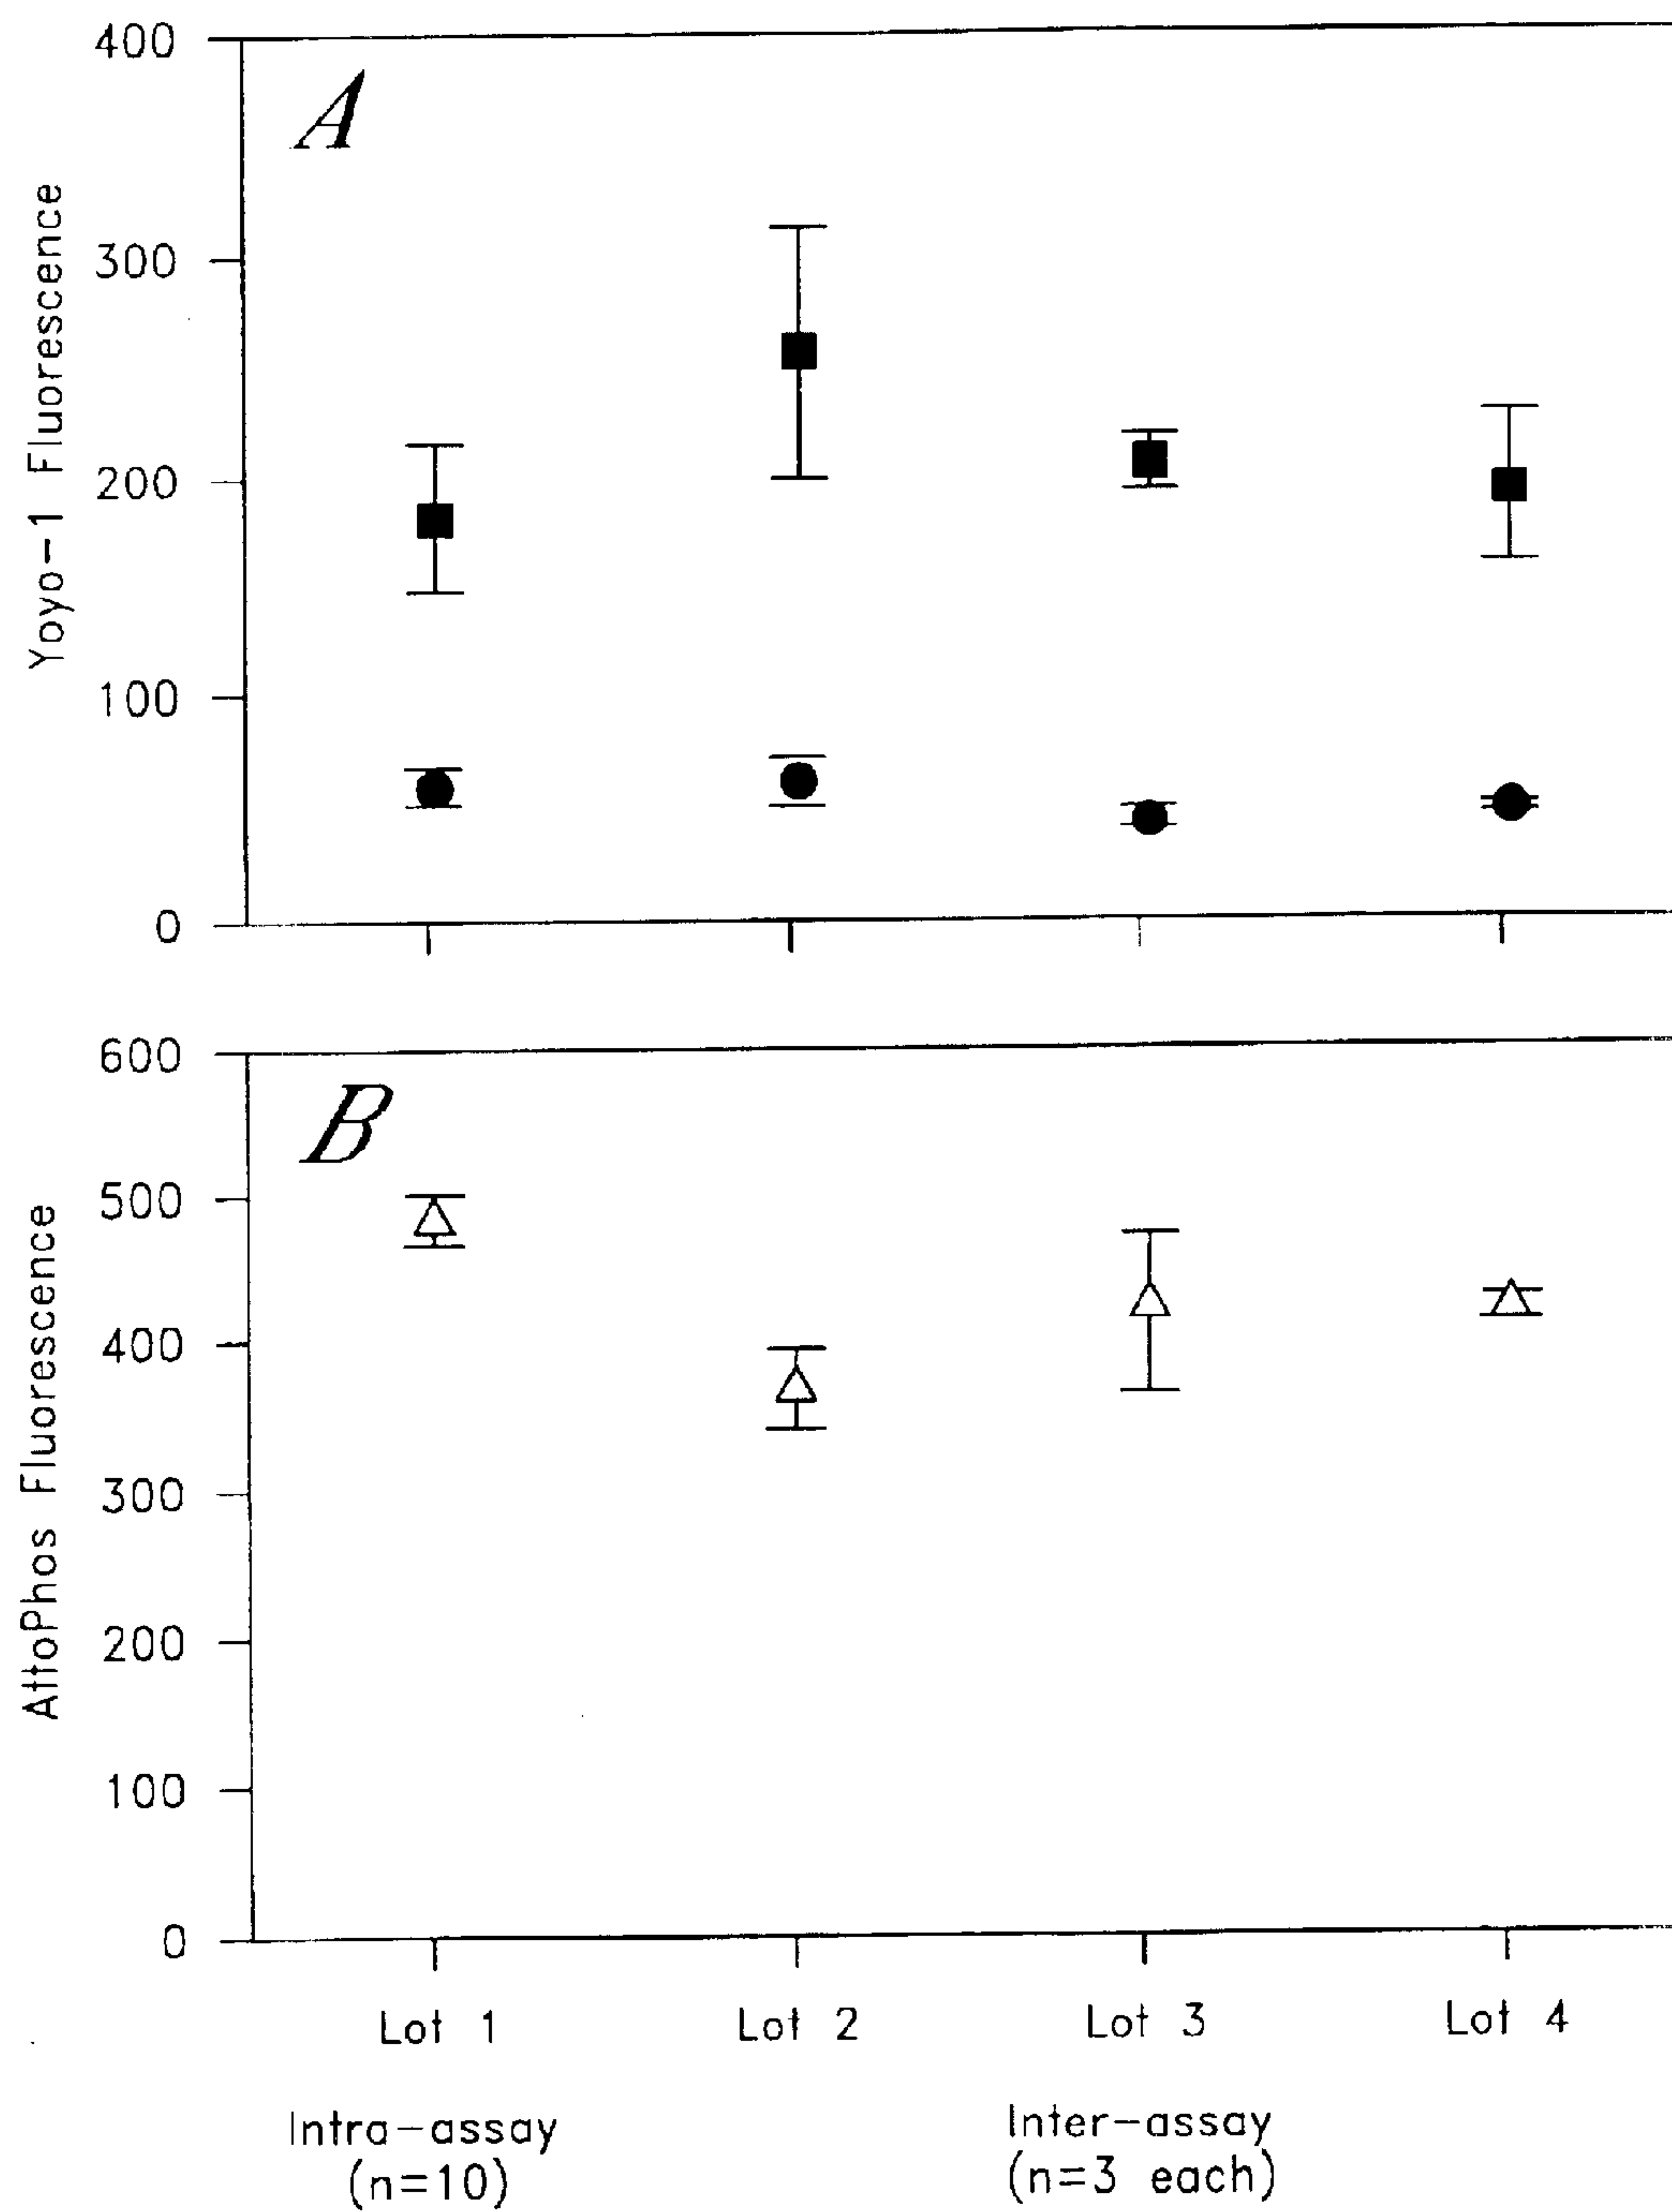 A
Yoyo-1 Fluorescence
400
300
200
100
0
B
AttoPhos Fluorescence
600
500
400
300
200
100
0
Lot 1 Lot 2 Lot 3 Lot 4
Intra-assay Inter-assay
(n=10) (n=3 each)